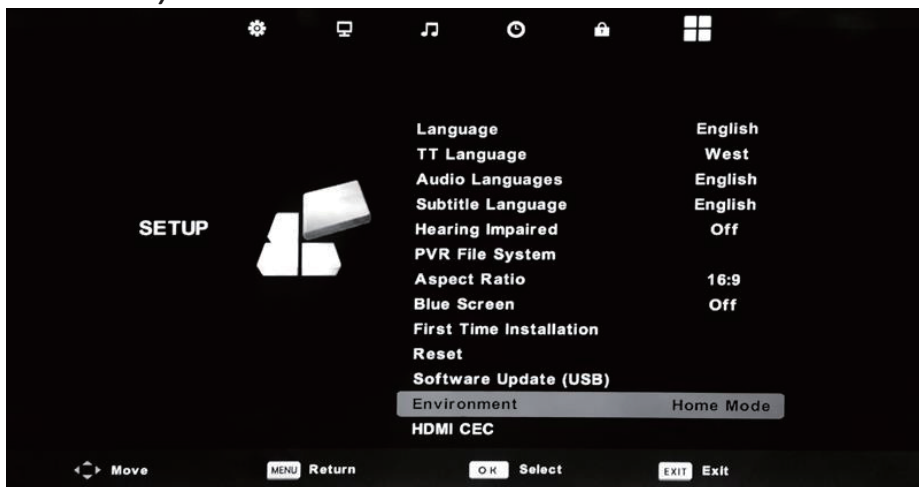 Language English
TT Language West
Audio Languages English
Subtitle Language English
SETUP
Hearing Impaired Off
PVR File System
Aspect Ratio 16:9
Blue Screen Off
First Time Installation
Reset
Software Update (USB)
Environment Home Mode
HDMI CEC
Move MENU Return OK Select EXIT Exit